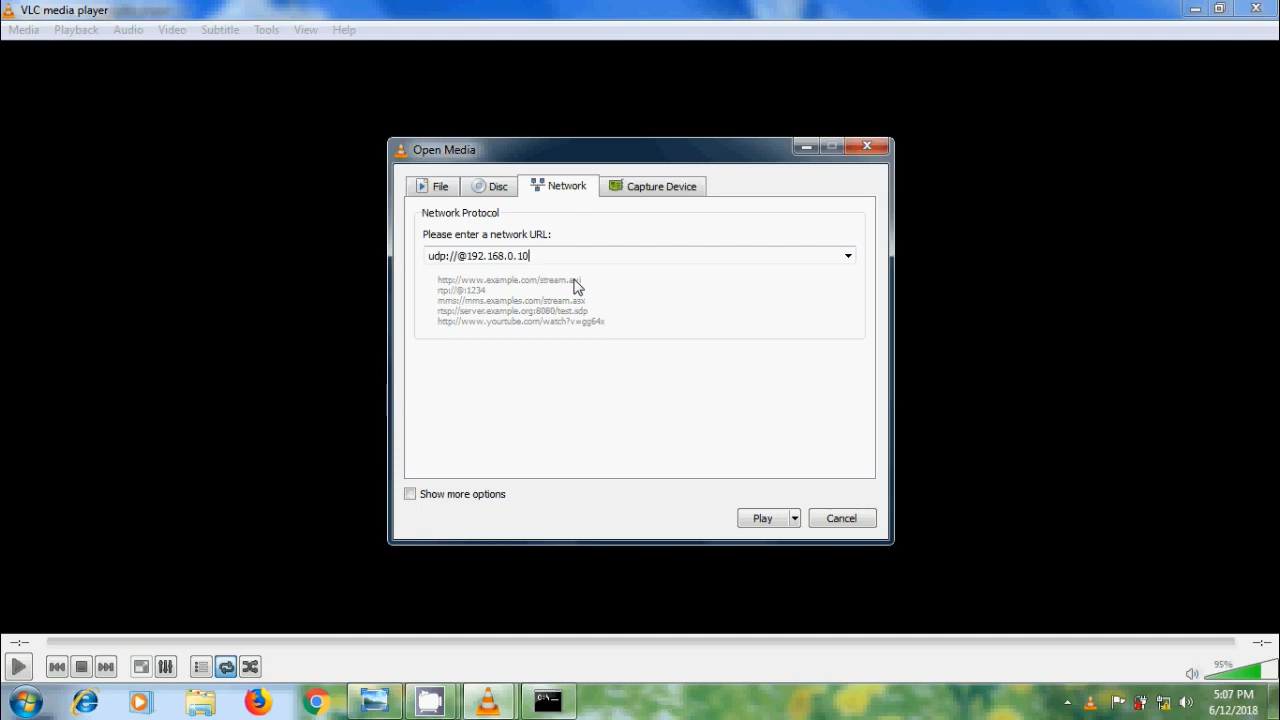 VLC media player
Media Playback Audio Video Subtitle Tools View Help
Open Media
File Disc Network Capture Device
Network Protocol
Please enter a network URL:
udp://@192.168.0.10
http://www.example.com/stream.avi
rtp://@:1234
mms://mms.examples.com/stream.asx
rtsp://server.example.org:8080/test.sdp
http://www.yourtube.com/watch?v=gg64x
Show more options
Play Cancel
--:-- --:--
95%
5:07 PM
6/12/2018